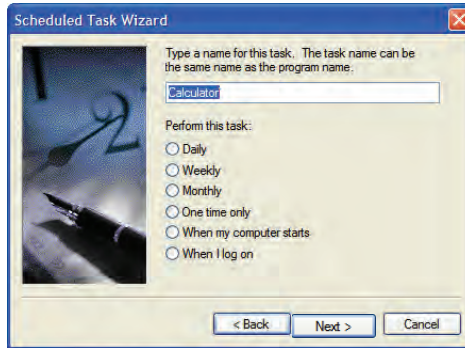 Scheduled Task Wizard
Type a name for this task. The task name can be
the same name as the program name.
Calculator
Perform this task:
Daily
Weekly
Monthly
One time only
When my computer starts
When I log on
< Back
Next >
Cancel